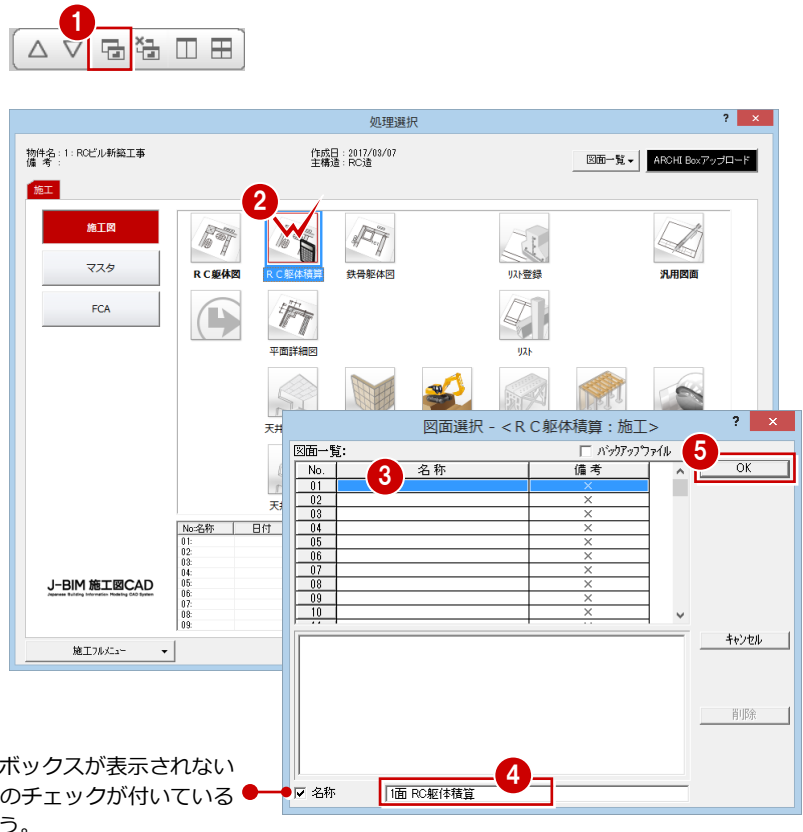 1
処理選択
? ×
物件名：1：RCビル新築工事
備 考：
作成日：2017/03/07
主構造：RC造
図面一覧
ARCHI Boxアップロード
施工
2
施工図
マスタ
FCA
ＲＣ躯体図
ＲＣ躯体積算
鉄骨躯体図
リスト登録
汎用図面
平面詳細図
リスト
天井
天井
No:名称 日付
01:
02:
03:
04:
05:
06:
07:
08:
09:
J-BIM 施工図CAD
Japanese Building Information Modeling CAD System
施工フルメニュー
図面選択 - <ＲＣ躯体積算：施工>
? ×
図面一覧：
バックアップファイル
5
OK
No. 名 称 備 考
3
01 ×
02 ×
03 ×
04 ×
05 ×
06 ×
07 ×
08 ×
09 ×
10 ×
キャンセル
削除
4
名称 1面 RC躯体積算
ボックスが表示されない
のチェックが付いている
う。